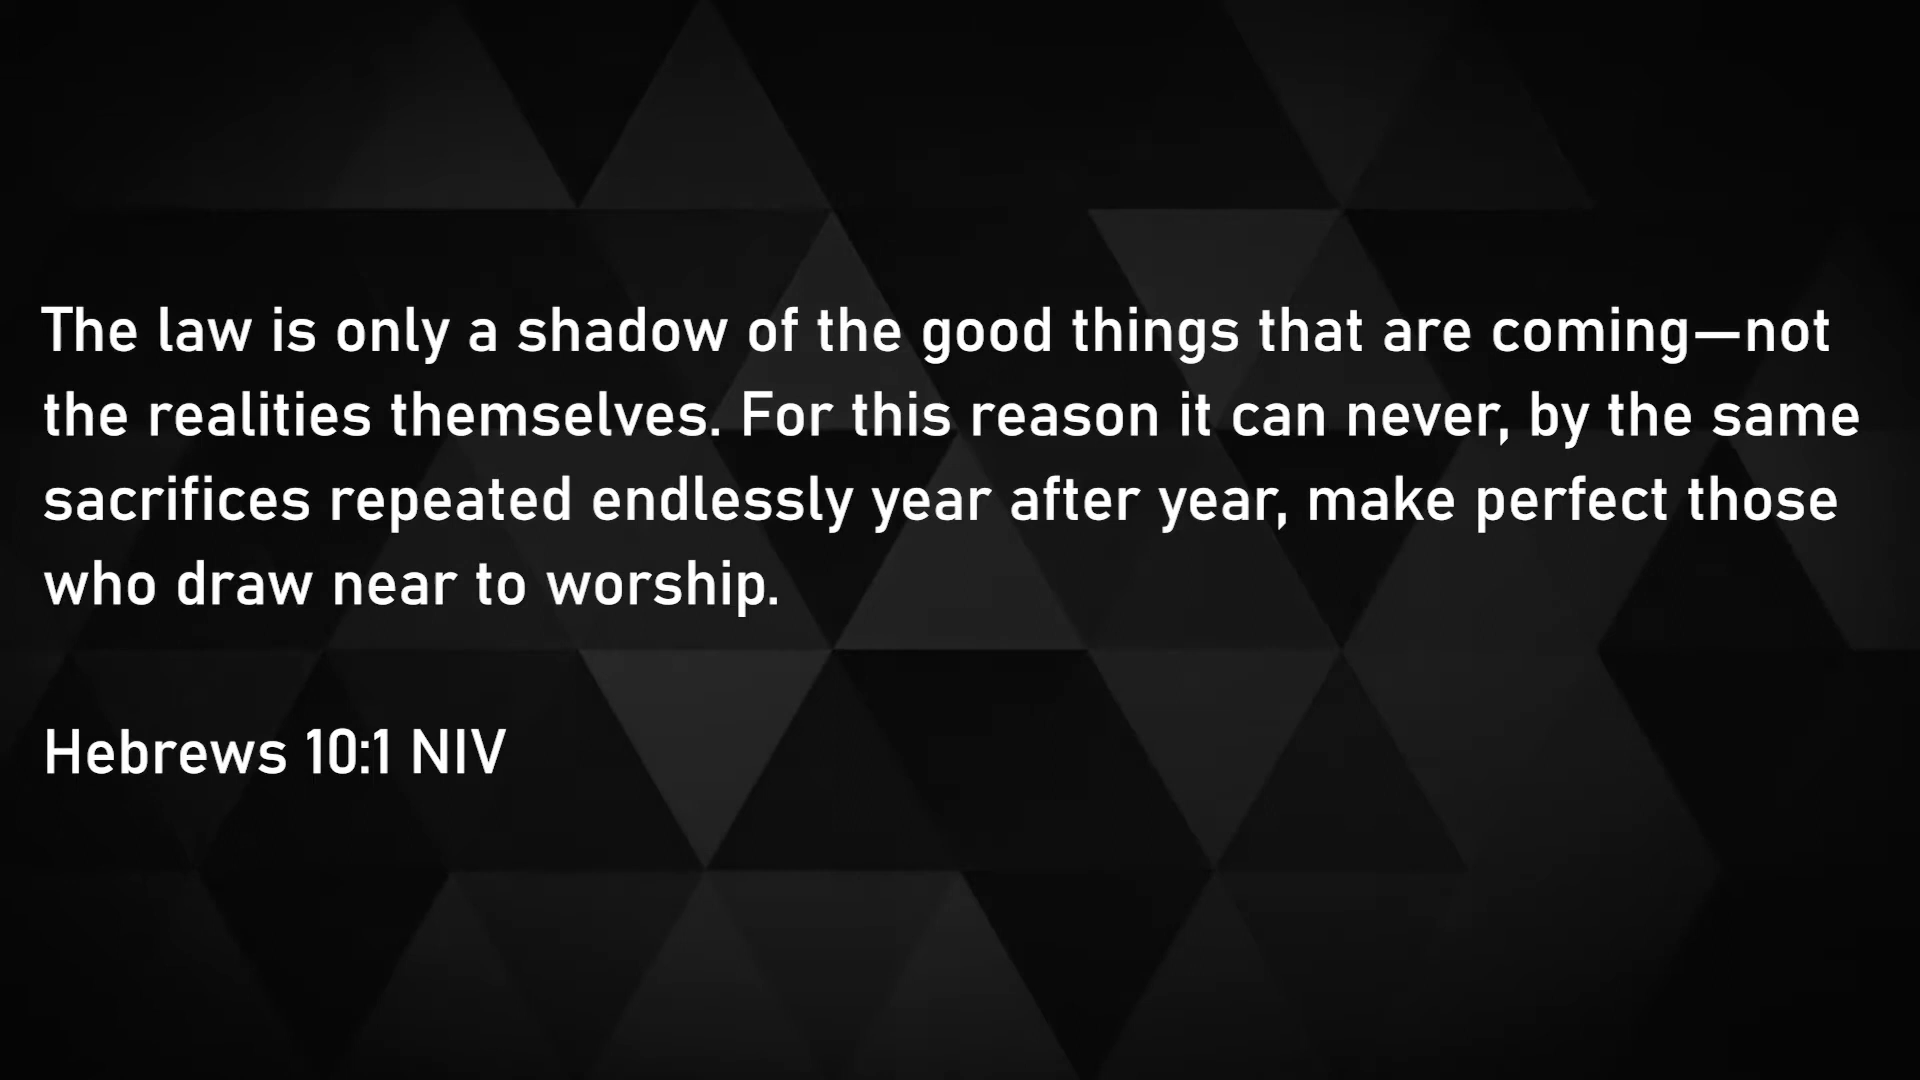 The law is only a shadow of the good things that are coming—not
the realities themselves. For this reason it can never, by the same
sacrifices repeated endlessly year after year, make perfect those
who draw near to worship.
Hebrews 10:1 NIV